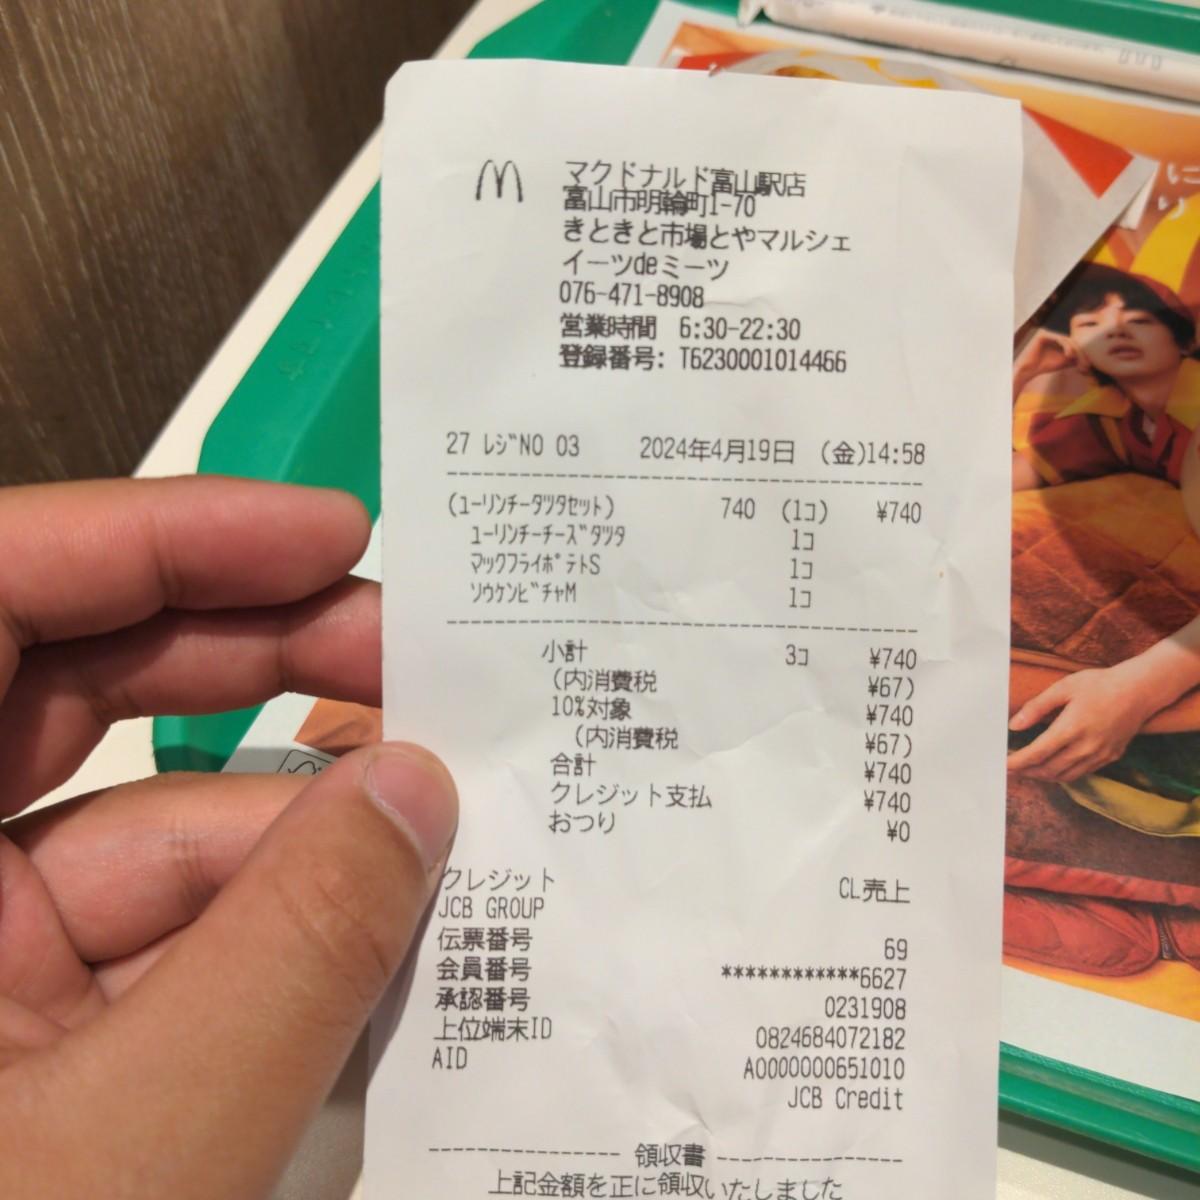 マクドナルド富山駅店
富山市明輪町1-70
きときと市場とやマルシェ
イーツdeミーツ
076-471-8908
営業時間 6:30-22:30
登録番号: T6230001014466
27 ﾚｼﾞNO 03 2024年4月19日 (金)14:58
(ﾕｰﾘﾝﾁｰﾀﾂﾀｾｯﾄ) 740 (1ｺ) ¥740
ﾕｰﾘﾝﾁｰﾁｰｽﾞﾀﾂﾀ 1ｺ
ﾏｯｸﾌﾗｲﾎﾟﾃﾄS 1ｺ
ｿｳｹﾝﾋﾞﾁｬM 1ｺ
小計 3ｺ ¥740
(内消費税 ¥67)
10%対象 ¥740
(内消費税 ¥67)
合計 ¥740
クレジット支払 ¥740
おつり ¥0
クレジット CL売上
JCB GROUP
伝票番号 69
会員番号 ************6627
承認番号 0231908
上位端末ID 0824684072182
AID A0000000651010
JCB Credit
領収書
上記金額を正に領収いたしました
に
り